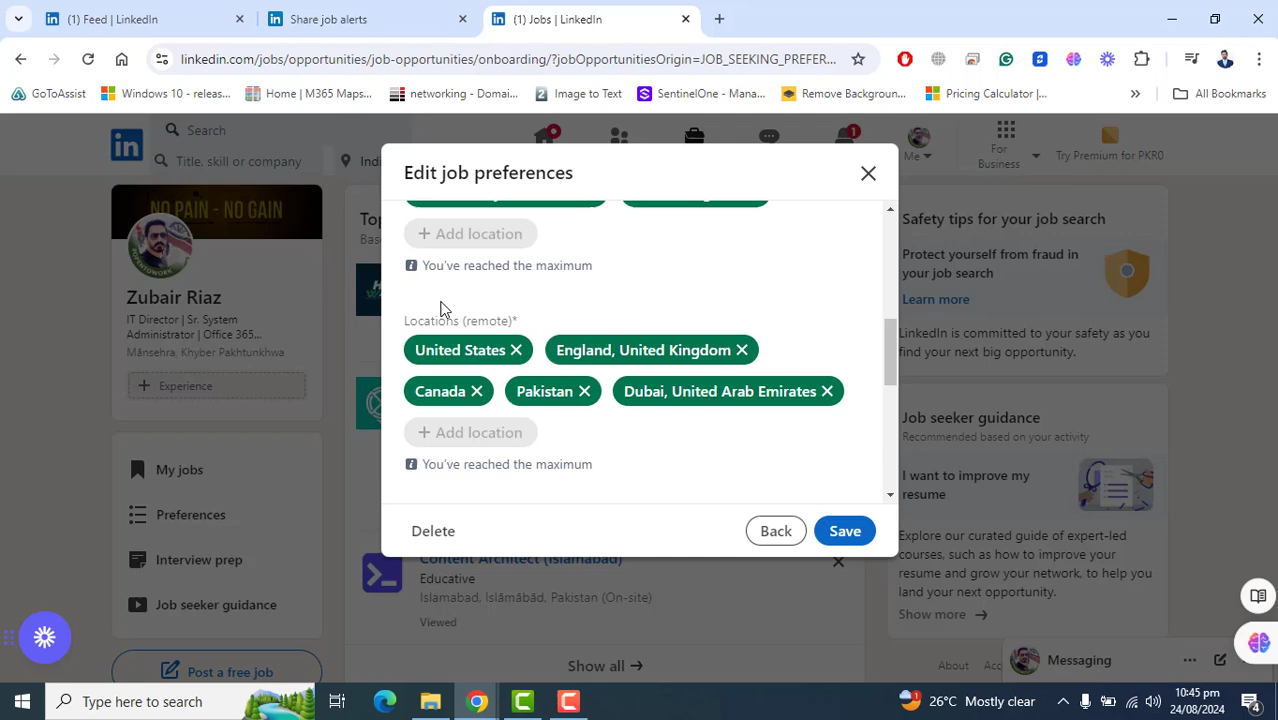 (1) Feed | LinkedIn
Share job alerts
(1) Jobs | LinkedIn
linkedin.com/jobs/opportunities/job-opportunities/onboarding/?jobOpportunitiesOrigin=JOB_SEEKING_PREFER...
GoToAssist
Windows 10 - releas...
Home | M365 Maps...
networking - Domai...
Image to Text
SentinelOne - Mana...
Remove Backgroun...
Pricing Calculator |...
All Bookmarks
Search
Title, skill or company
Indi
1
Me
For Business
Try Premium for PKR0
NO PAIN - NO GAIN
#OPENTOWORK
Zubair Riaz
IT Director | Sr. System
Administrator | Office 365...
Mānsehra, Khyber Pakhtunkhwa
+ Experience
My jobs
Preferences
Interview prep
Job seeker guidance
Post a free job
Edit job preferences
+ Add location
You've reached the maximum
Locations (remote)*
United States
England, United Kingdom
Canada
Pakistan
Dubai, United Arab Emirates
+ Add location
You've reached the maximum
Delete
Back
Save
Content Architect (Islamabad)
Educative
Islamabad, Islāmābād, Pakistan (On-site)
Viewed
Show all →
Safety tips for your job search
Protect yourself from fraud in
your job search
Learn more
LinkedIn is committed to safety as you
find your next big opportunity.
Job seeker guidance
Recommended based on your activity
I want to improve my
resume
Explore our curated guide of expert-led
courses, such as how to improve your
resume and grow your network, to help you
land your next opportunity.
Show more →
About
Acc
Messaging
Type here to search
26°C Mostly clear
10:45 pm
24/08/2024
4